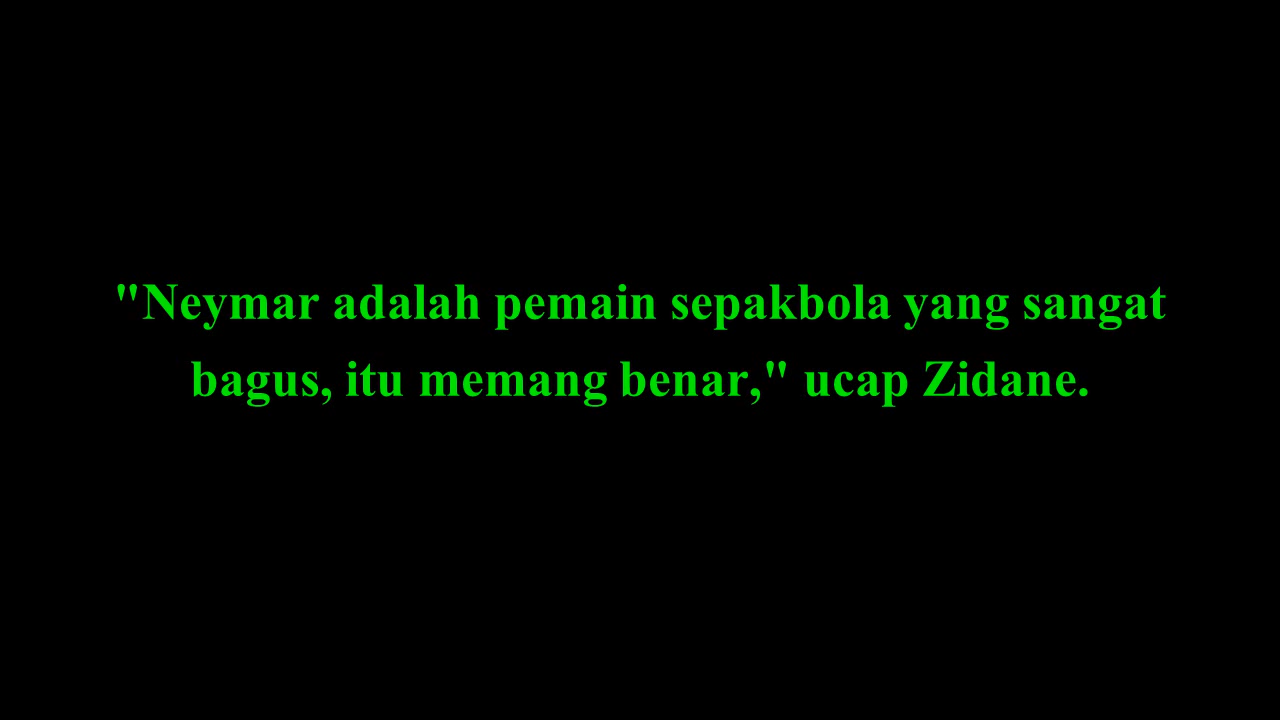 "Neymar adalah pemain sepakbola yang sangat
bagus, itu memang benar," ucap Zidane.